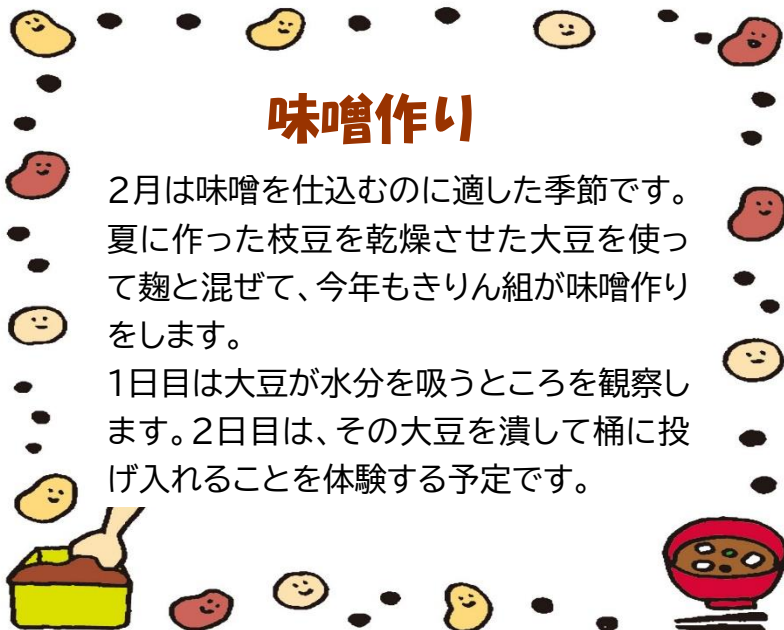 味噌作り
2月は味噌を仕込むのに適した季節です。
夏に作った枝豆を乾燥させた大豆を使っ
て麹と混ぜて、今年もきりん組が味噌作り
をします。
1日目は大豆が水分を吸うところを観察し
ます。2日目は、その大豆を潰して桶に投
げ入れることを体験する予定です。